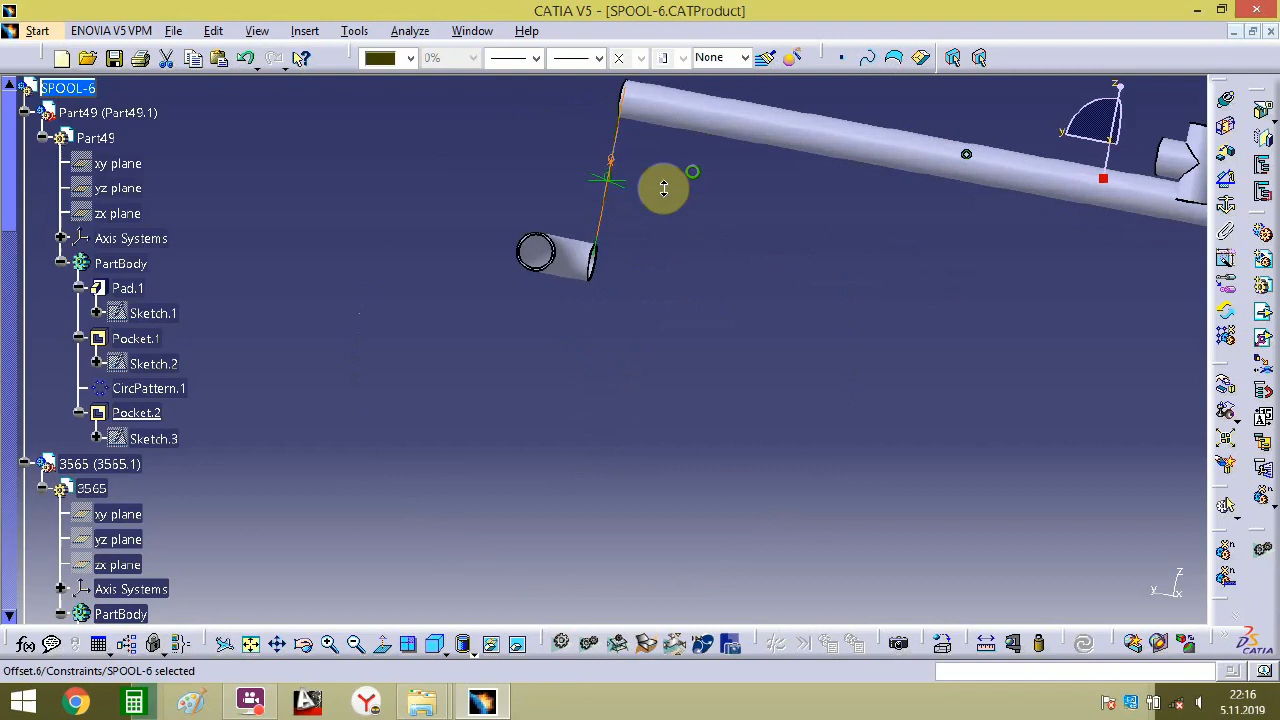 CATIA V5 - [SPOOL-6.CATProduct]
Start ENOVIA V5 VPM File Edit View Insert Tools Analyze Window Help
0% None
SPOOL-6
Part49 (Part49.1)
Part49
xy plane
yz plane
zx plane
Axis Systems
PartBody
Pad.1
Sketch.1
Pocket.1
Sketch.2
CircPattern.1
Pocket.2
Sketch.3
3565 (3565.1)
3565
xy plane
yz plane
zx plane
Axis Systems
PartBody
z
y
z
y x
CATIA
Offset.6/Constraints/SPOOL-6 selected
22:16
5.11.2019